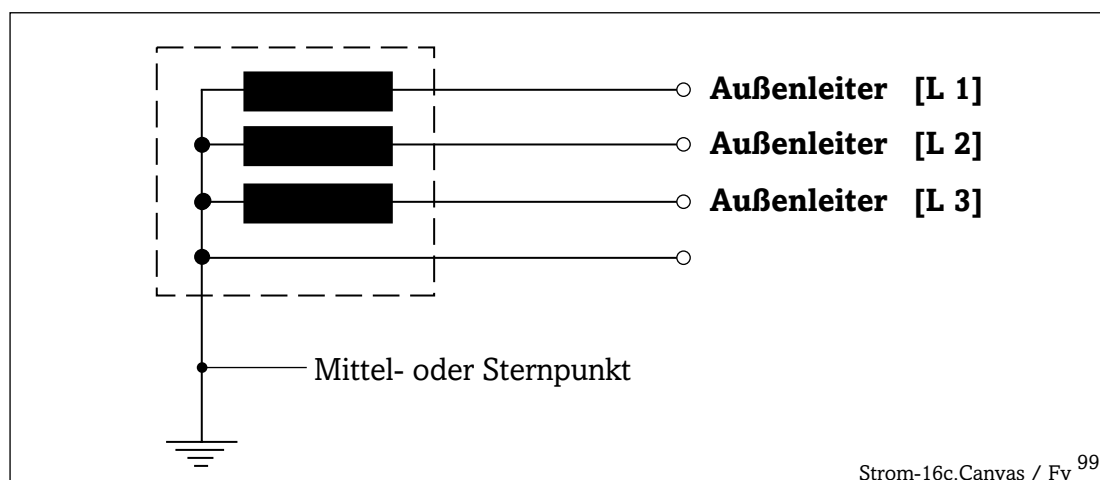 Außenleiter [L 1]
Außenleiter [L 2]
Außenleiter [L 3]
Mittel- oder Sternpunkt
Strom-16c.Canvas / Fv 99